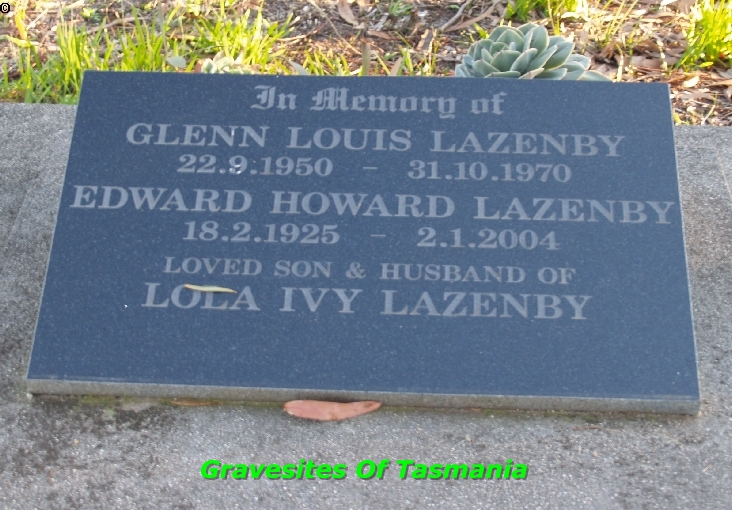 ©
In Memory of
GLENN LOUIS LAZENBY
22.9.1950 - 31.10.1970
EDWARD HOWARD LAZENBY
18.2.1925 - 2.1.2004
LOVED SON & HUSBAND OF
LOLA IVY LAZENBY
Gravesites Of Tasmania